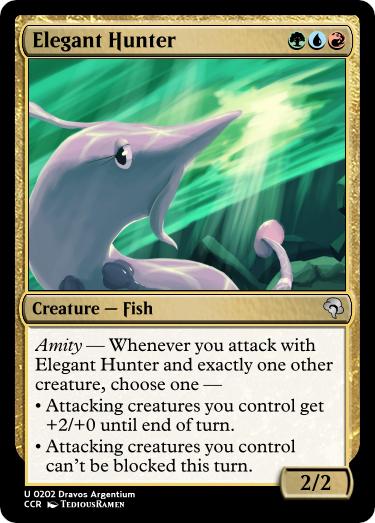 Elegant Hunter
Creature — Fish
Amity — Whenever you attack with
Elegant Hunter and exactly one other
creature, choose one —
• Attacking creatures you control get
+2/+0 until end of turn.
• Attacking creatures you control
can't be blocked this turn.
2/2
U 0202 Dravos Argentium
CCR TediousRamen